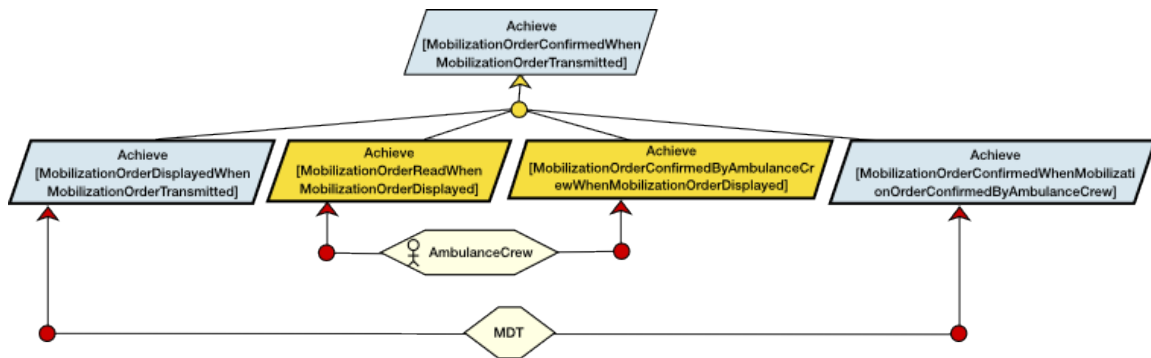 Achieve
[MobilizationOrderConfirmedWhen
MobilizationOrderTransmitted]
Achieve
[MobilizationOrderDisplayedWhen
MobilizationOrderTransmitted]
Achieve
[MobilizationOrderReadWhen
MobilizationOrderDisplayed]
Achieve
[MobilizationOrderConfirmedByAmbulanceCr
ewWhenMobilizationOrderDisplayed]
Achieve
[MobilizationOrderConfirmedWhenMobilizati
onOrderConfirmedByAmbulanceCrew]
AmbulanceCrew
MDT